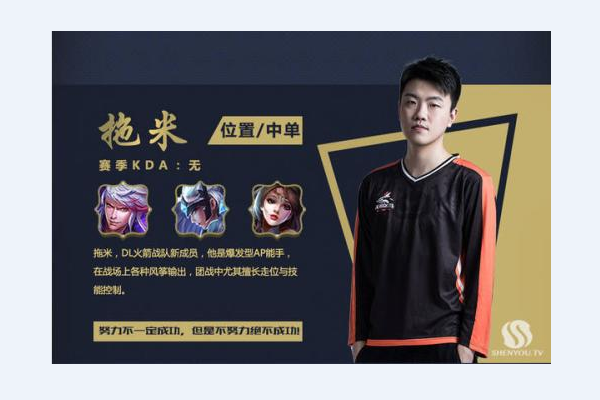 拖米
位置/中单
赛季KDA：无
拖米，DL火箭战队新成员，他是爆发型AP能手，
在战场上各种风筝输出，团战中尤其擅长走位与技
能控制。
努力不一定成功，但是不努力绝不成功!
SHENYOU TV